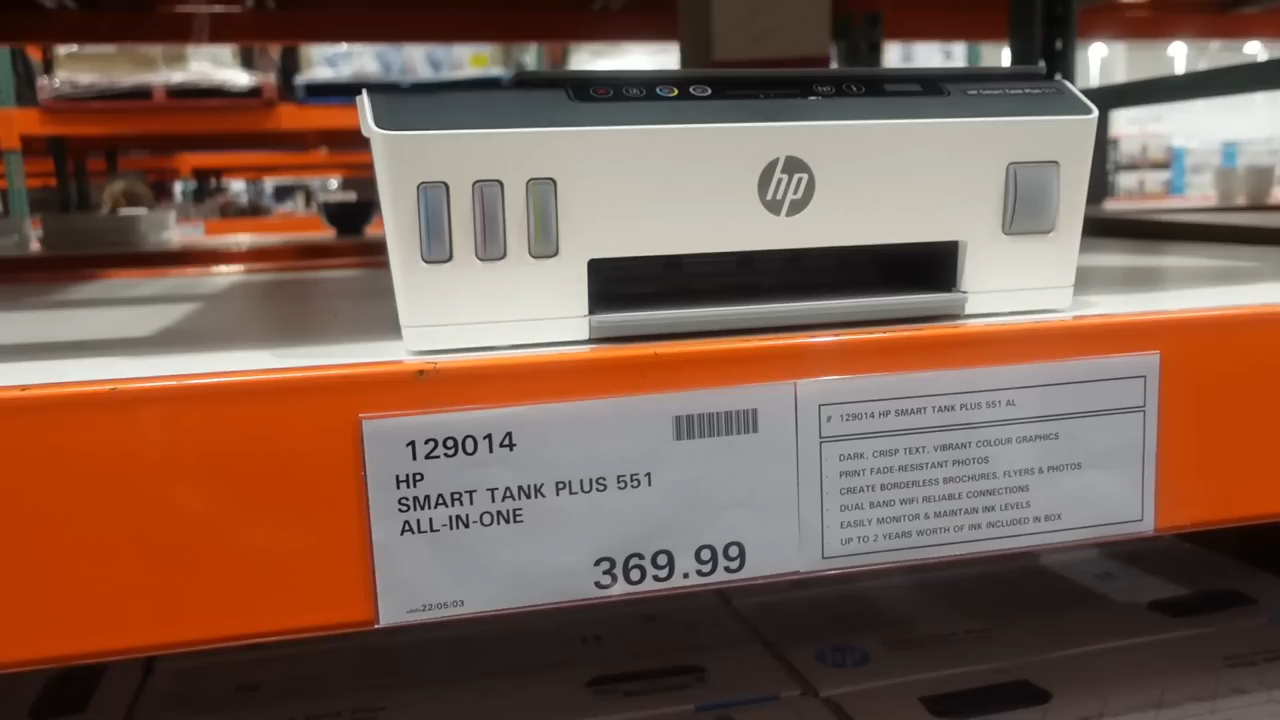 HP Smart Tank Plus 551
hp
129014
HP
SMART TANK PLUS 551
ALL-IN-ONE
369.99
22/05/03
# 129014 HP SMART TANK PLUS 551 AL
. DARK, CRISP TEXT, VIBRANT COLOUR GRAPHICS
. PRINT FADE-RESISTANT PHOTOS
. CREATE BORDERLESS BROCHURES, FLYERS & PHOTOS
. DUAL BAND WIFI RELIABLE CONNECTIONS
. EASILY MONITOR & MAINTAIN INK LEVELS
. UP TO 2 YEARS WORTH OF INK INCLUDED IN BOX
hp